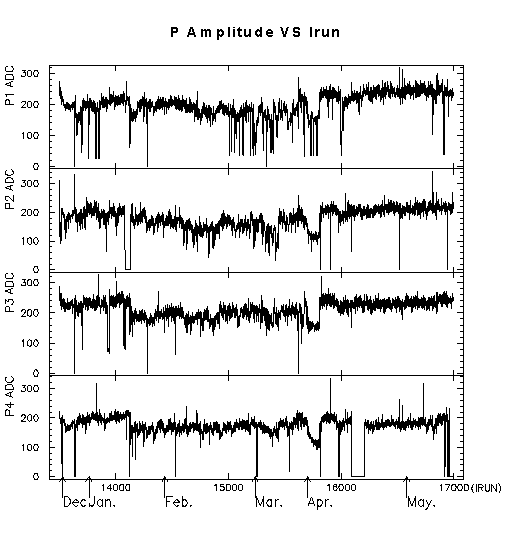 P Amplitude VS Irun
P1 ADC
300
200
100
0
P2 ADC
300
200
100
0
P3 ADC
300
200
100
0
P4 ADC
300
200
100
0
14000 15000 16000 17000(IRUN)
Dec Jan. Feb. Mar. Apr. May.